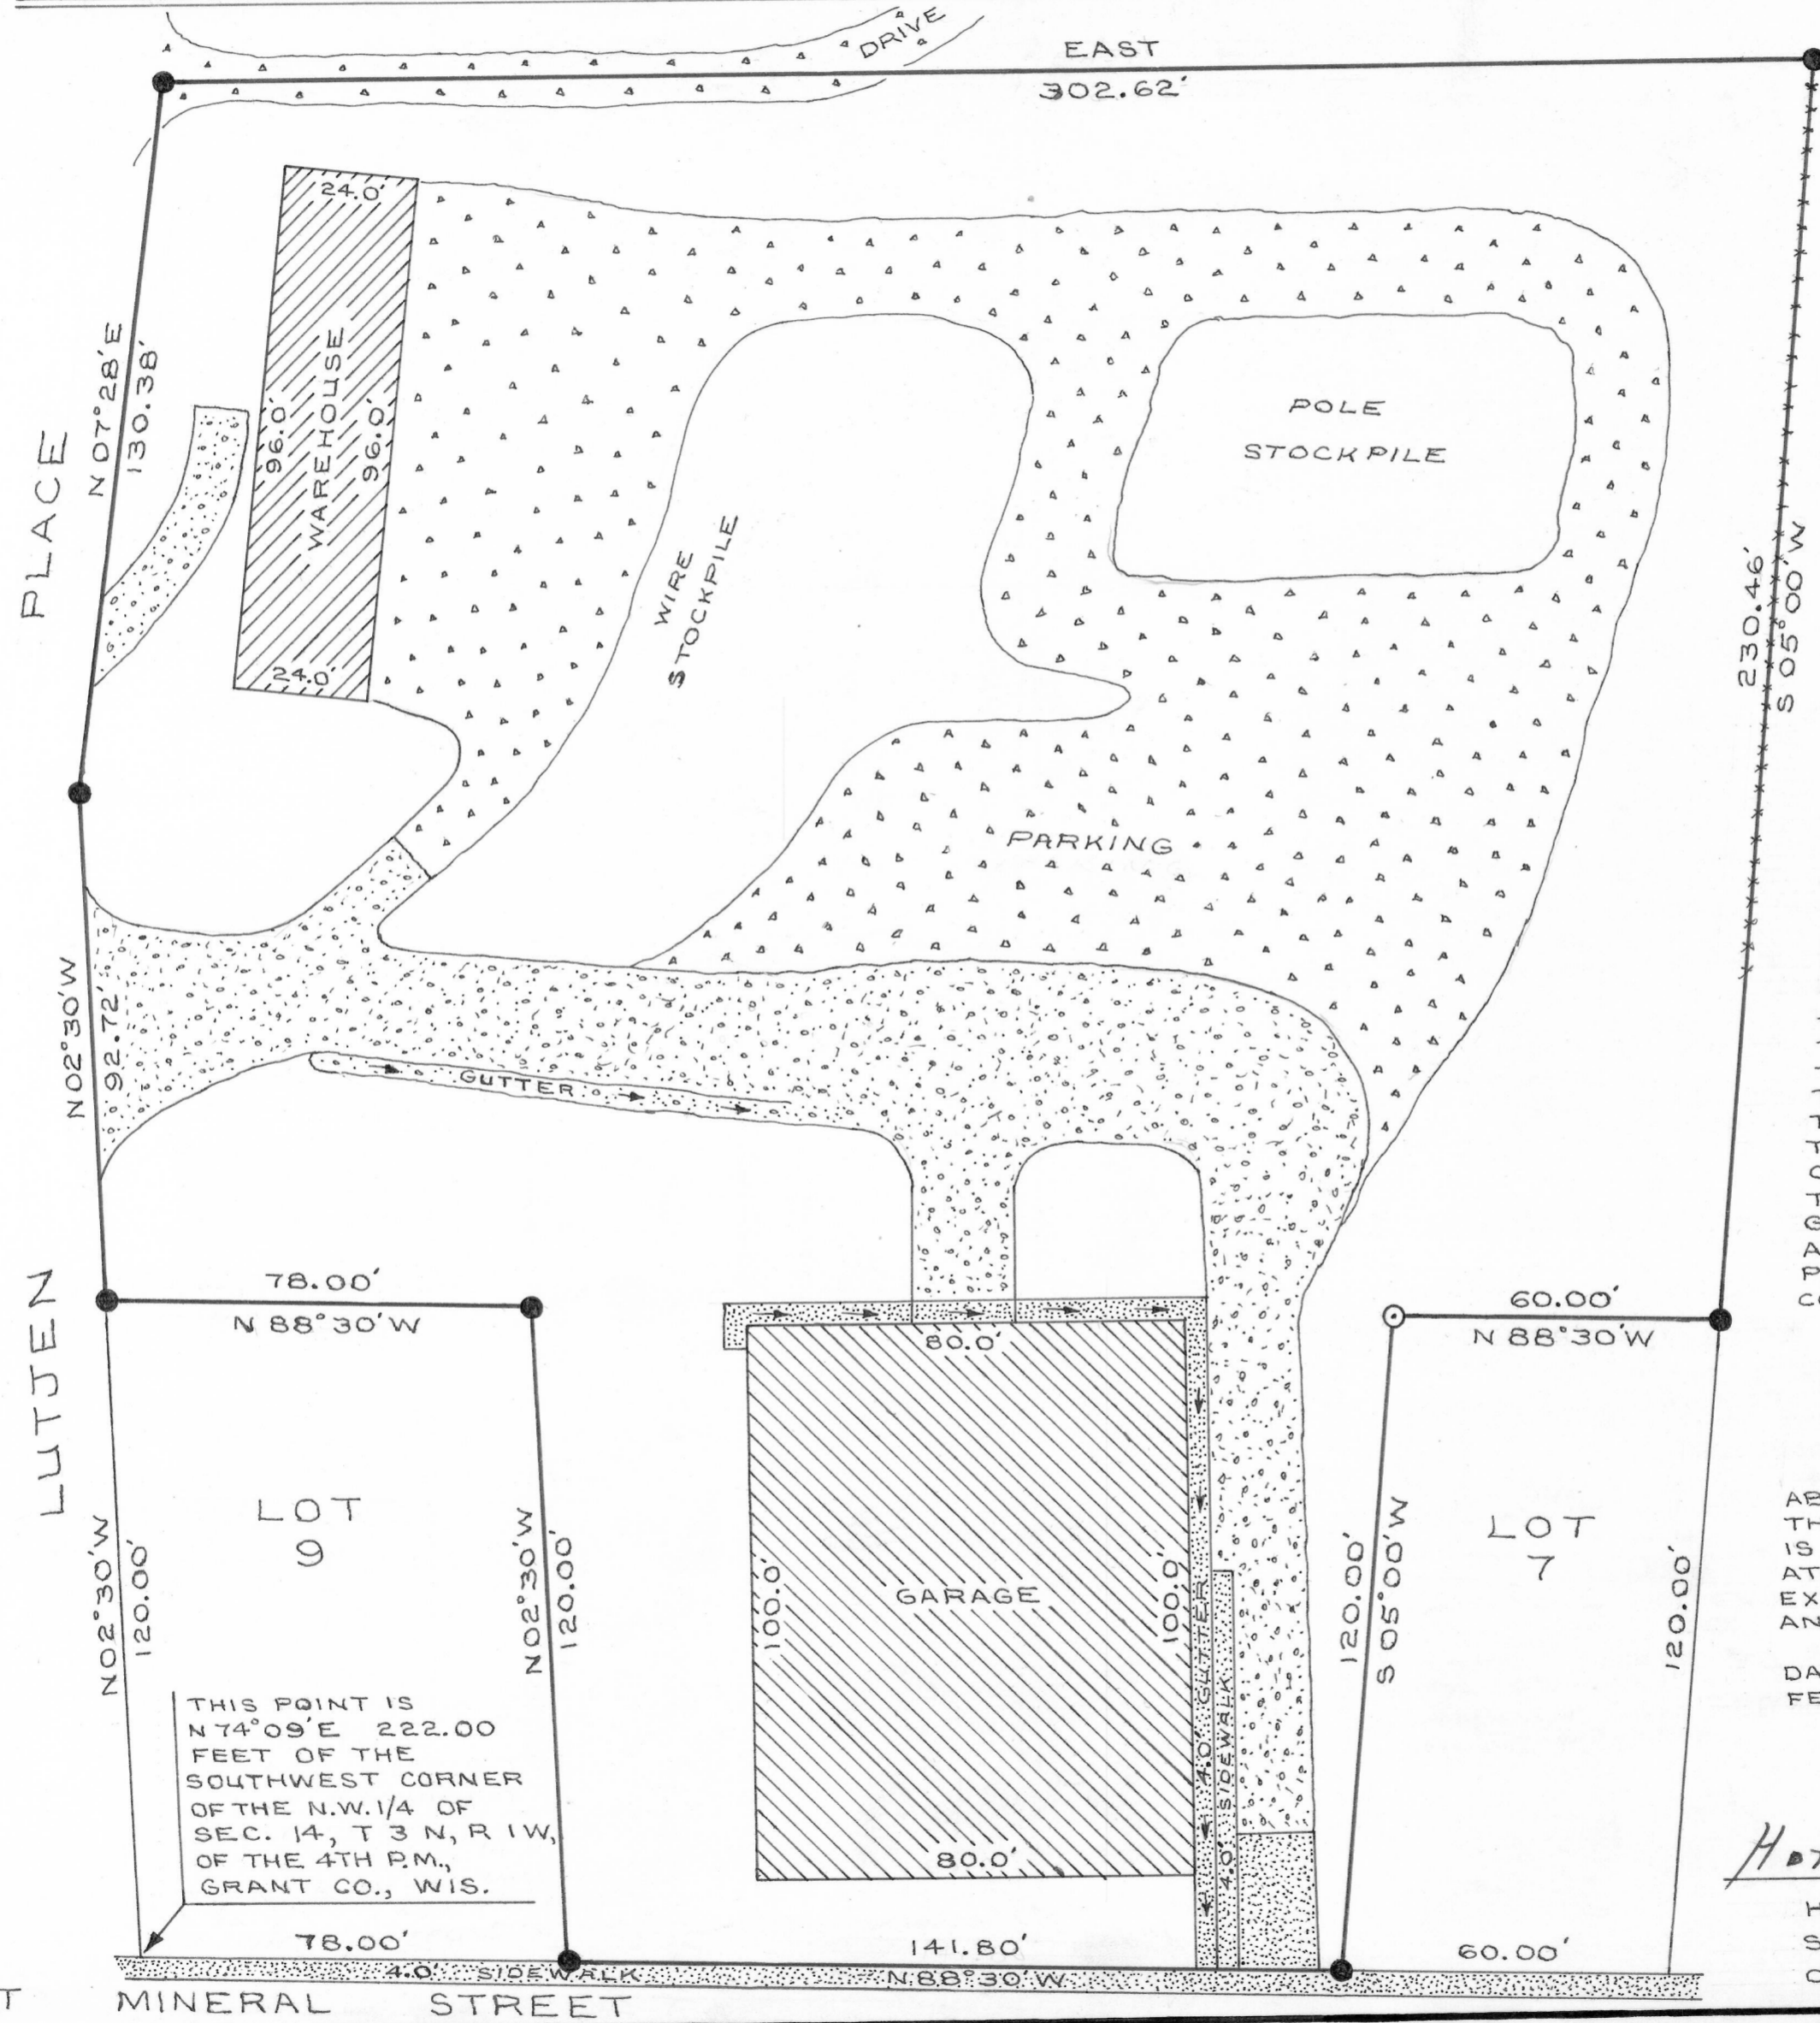 DRIVE
EAST
302.62'
24.0'
N 07°28'E
130.38'
WAREHOUSE
96.0'
96.0'
24.0'
PLACE
POLE
STOCKPILE
WIRE
STOCKPILE
230.46'
S 05°00'W
PARKING
N02°30'W
92.72'
GUTTER
78.00'
N 88°30'W
60.00'
N 88°30'W
80.0'
LUTJEN
LOT
9
N02°30'W
120.00'
N02°30'W
120.00'
GARAGE
100.0'
100.0'
4.0' GUTTER
4.0' SIDEWALK
120.00'
S 05°00'W
LOT
7
120.00'
THIS POINT IS
N 74°09'E 222.00
FEET OF THE
SOUTHWEST CORNER
OF THE N.W. 1/4 OF
SEC. 14, T 3 N, R 1 W,
OF THE 4TH P.M.,
GRANT CO., WIS.
80.0'
78.00'
141.80'
60.00'
4.0' SIDEWALK
N 88°30'W
MINERAL STREET